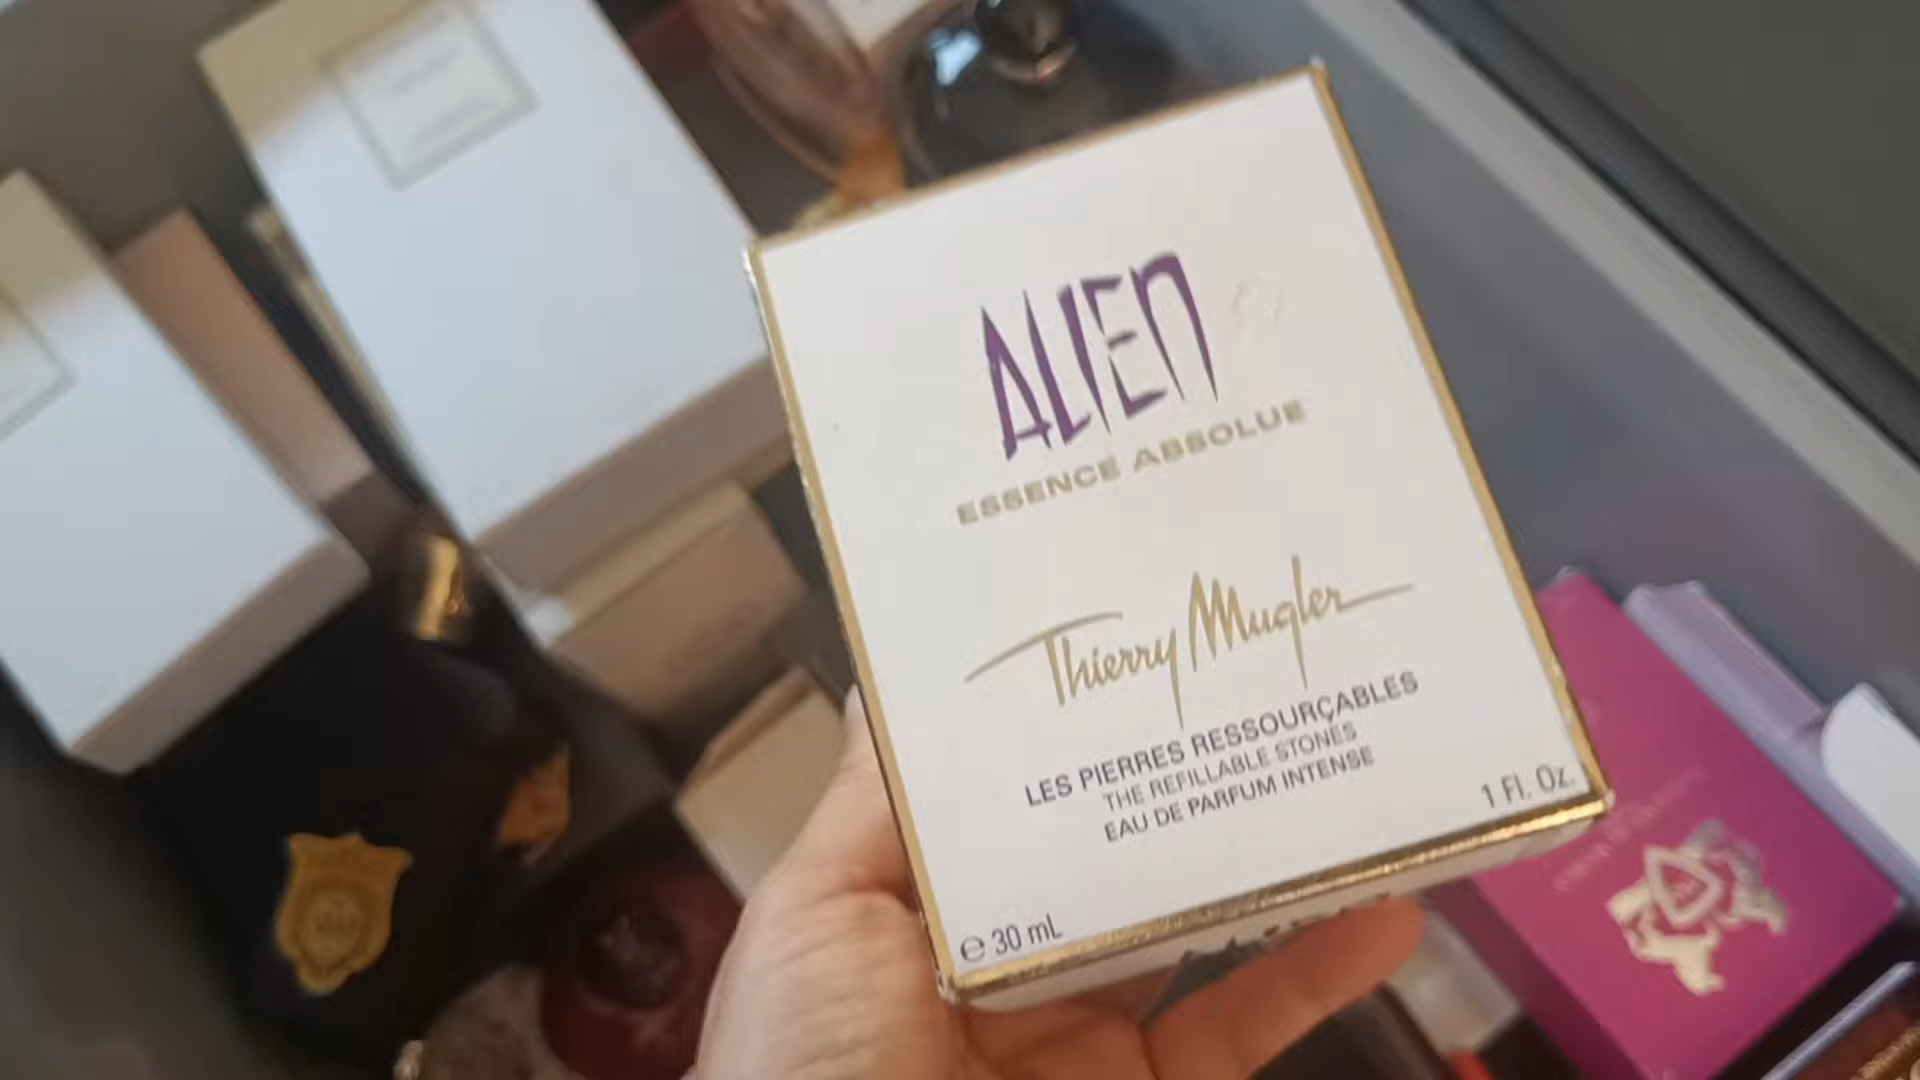 ALIEN
ESSENCE ABSOLUE
Thierry Mugler
LES PIERRES RESSOURÇABLES
THE REFILLABLE STONES
EAU DE PARFUM INTENSE
1 Fl. Oz.
℮ 30 mL